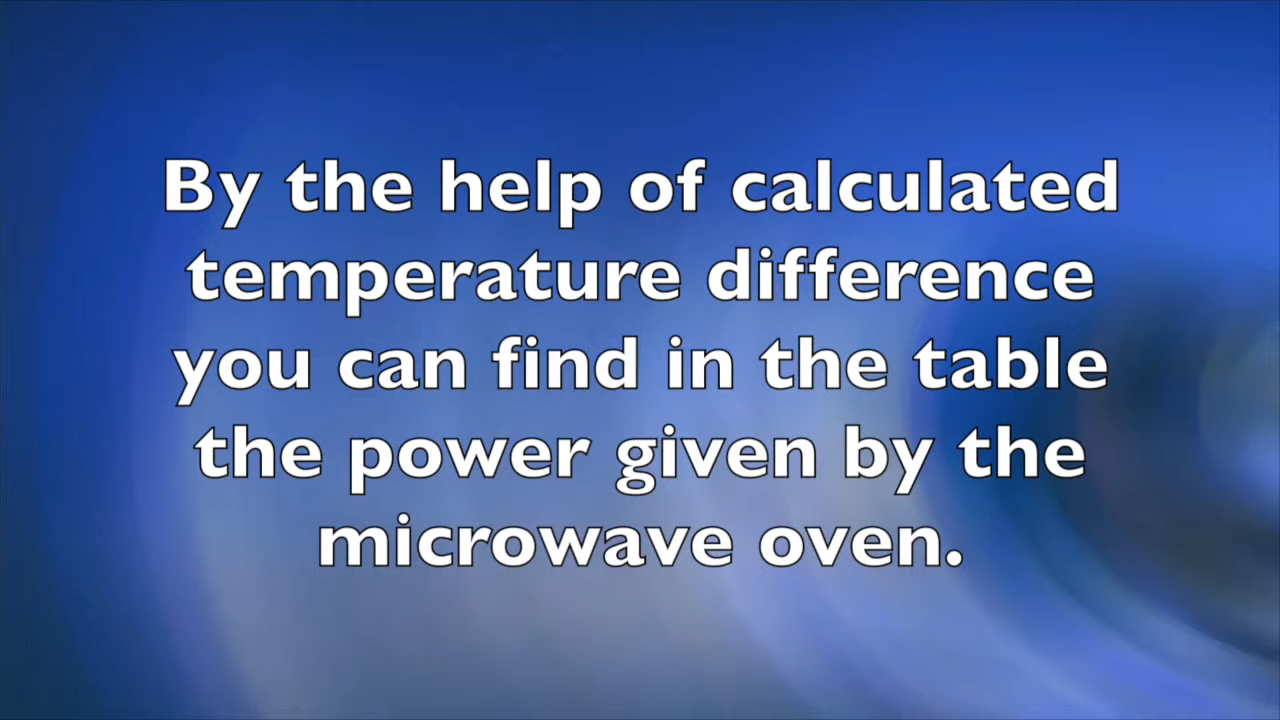 By the help of calculated
temperature difference
you can find in the table
the power given by the
microwave oven.